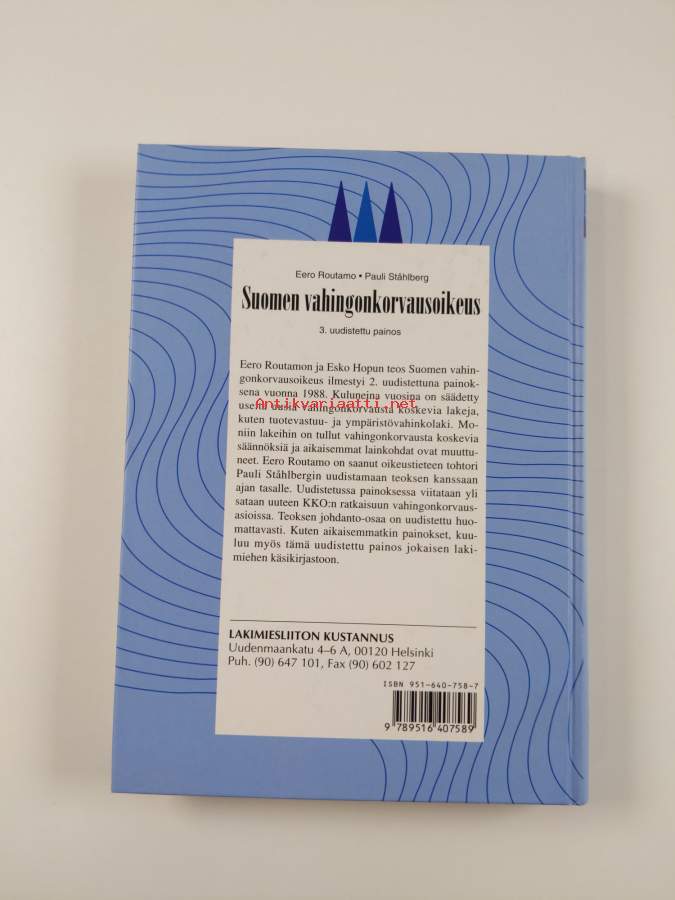 Eero Routamo • Pauli Ståhlberg
Suomen vahingonkorvausoikeus
3. uudistettu painos
Eero Routamon ja Esko Hopun teos Suomen vahin-
gonkorvausoikeus ilmestyi 2. uudistettuna painok-
sena vuonna 1988. Kuluneina vuosina on säädetty
useita uusia vahingonkorvausta koskevia lakeja,
Antikvariaatti.net
kuten tuotevastuu- ja ympäristövahinkolaki. Mo-
niin lakeihin on tullut vahingonkorvausta koskevia
säännöksiä ja aikaisemmat lainkohdat ovat muuttu-
neet. Eero Routamo on saanut oikeustieteen tohtori
Pauli Ståhlbergin uudistamaan teoksen kanssaan
ajan tasalle. Uudistetussa painoksessa viitataan yli
sataan uuteen KKO:n ratkaisuun vahingonkorvaus-
asioissa. Teoksen johdanto-osaa on uudistettu huo-
mattavasti. Kuten aikaisemmatkin painokset, kuu-
luu myös tämä uudistettu painos jokaisen laki-
miehen käsikirjastoon.
LAKIMIESLIITON KUSTANNUS
Uudenmaankatu 4–6 A, 00120 Helsinki
Puh. (90) 647 101, Fax (90) 602 127
ISBN 951-640-758-7
9 789516 407589